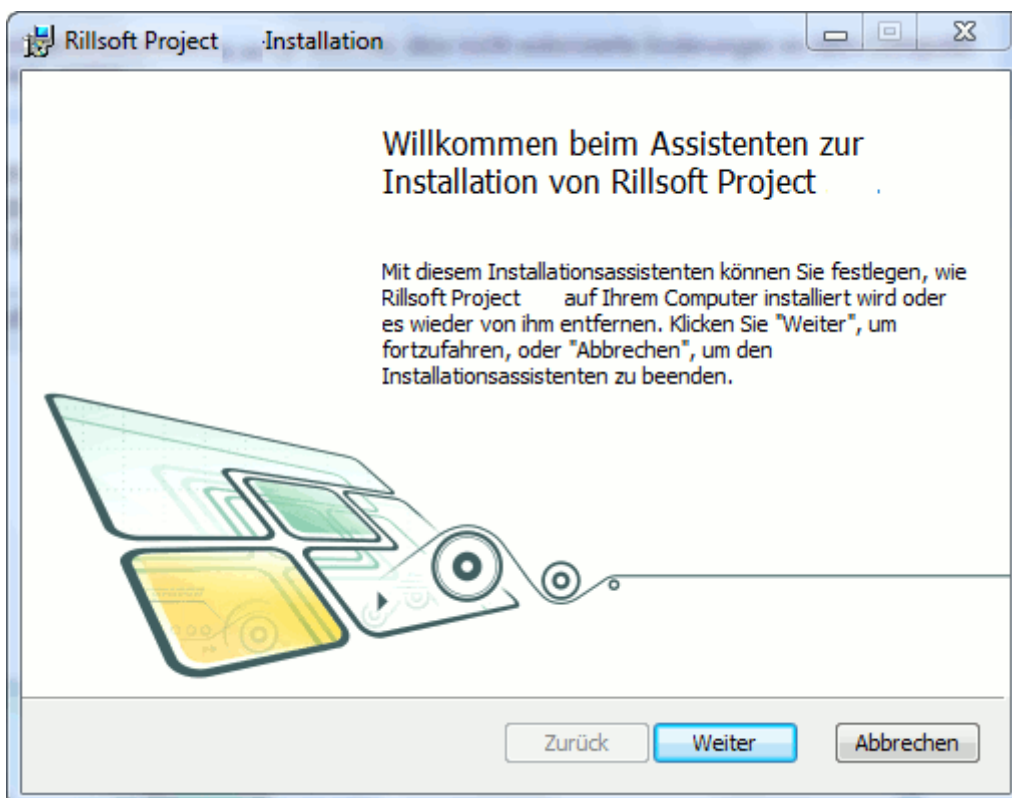 Rillsoft Project -Installation
Willkommen beim Assistenten zur
Installation von Rillsoft Project .
Mit diesem Installationsassistenten können Sie festlegen, wie
Rillsoft Project auf Ihrem Computer installiert wird oder
es wieder von ihm entfernen. Klicken Sie "Weiter", um
fortzufahren, oder "Abbrechen", um den
Installationsassistenten zu beenden.
Zurück Weiter Abbrechen